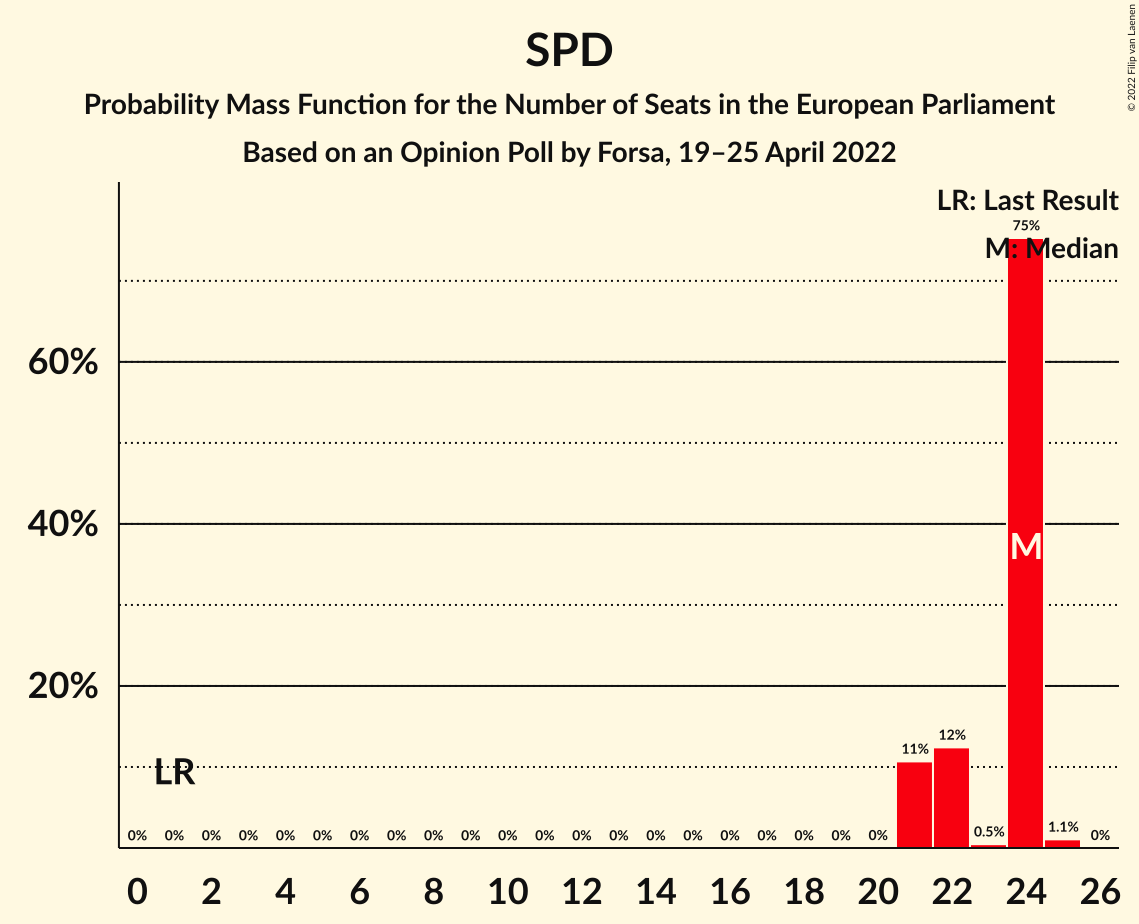 SPD
Probability Mass Function for the Number of Seats in the European Parliament
Based on an Opinion Poll by Forsa, 19–25 April 2022
© 2022 Filip van Laenen
LR: Last Result
75%
M: Median
60%
40%
M
20%
12%
11%
LR
0% 0% 0% 0% 0% 0% 0% 0% 0% 0% 0% 0% 0% 0% 0% 0% 0% 0% 0% 0% 0% 0.5% 1.1% 0%
0 2 4 6 8 10 12 14 16 18 20 22 24 26